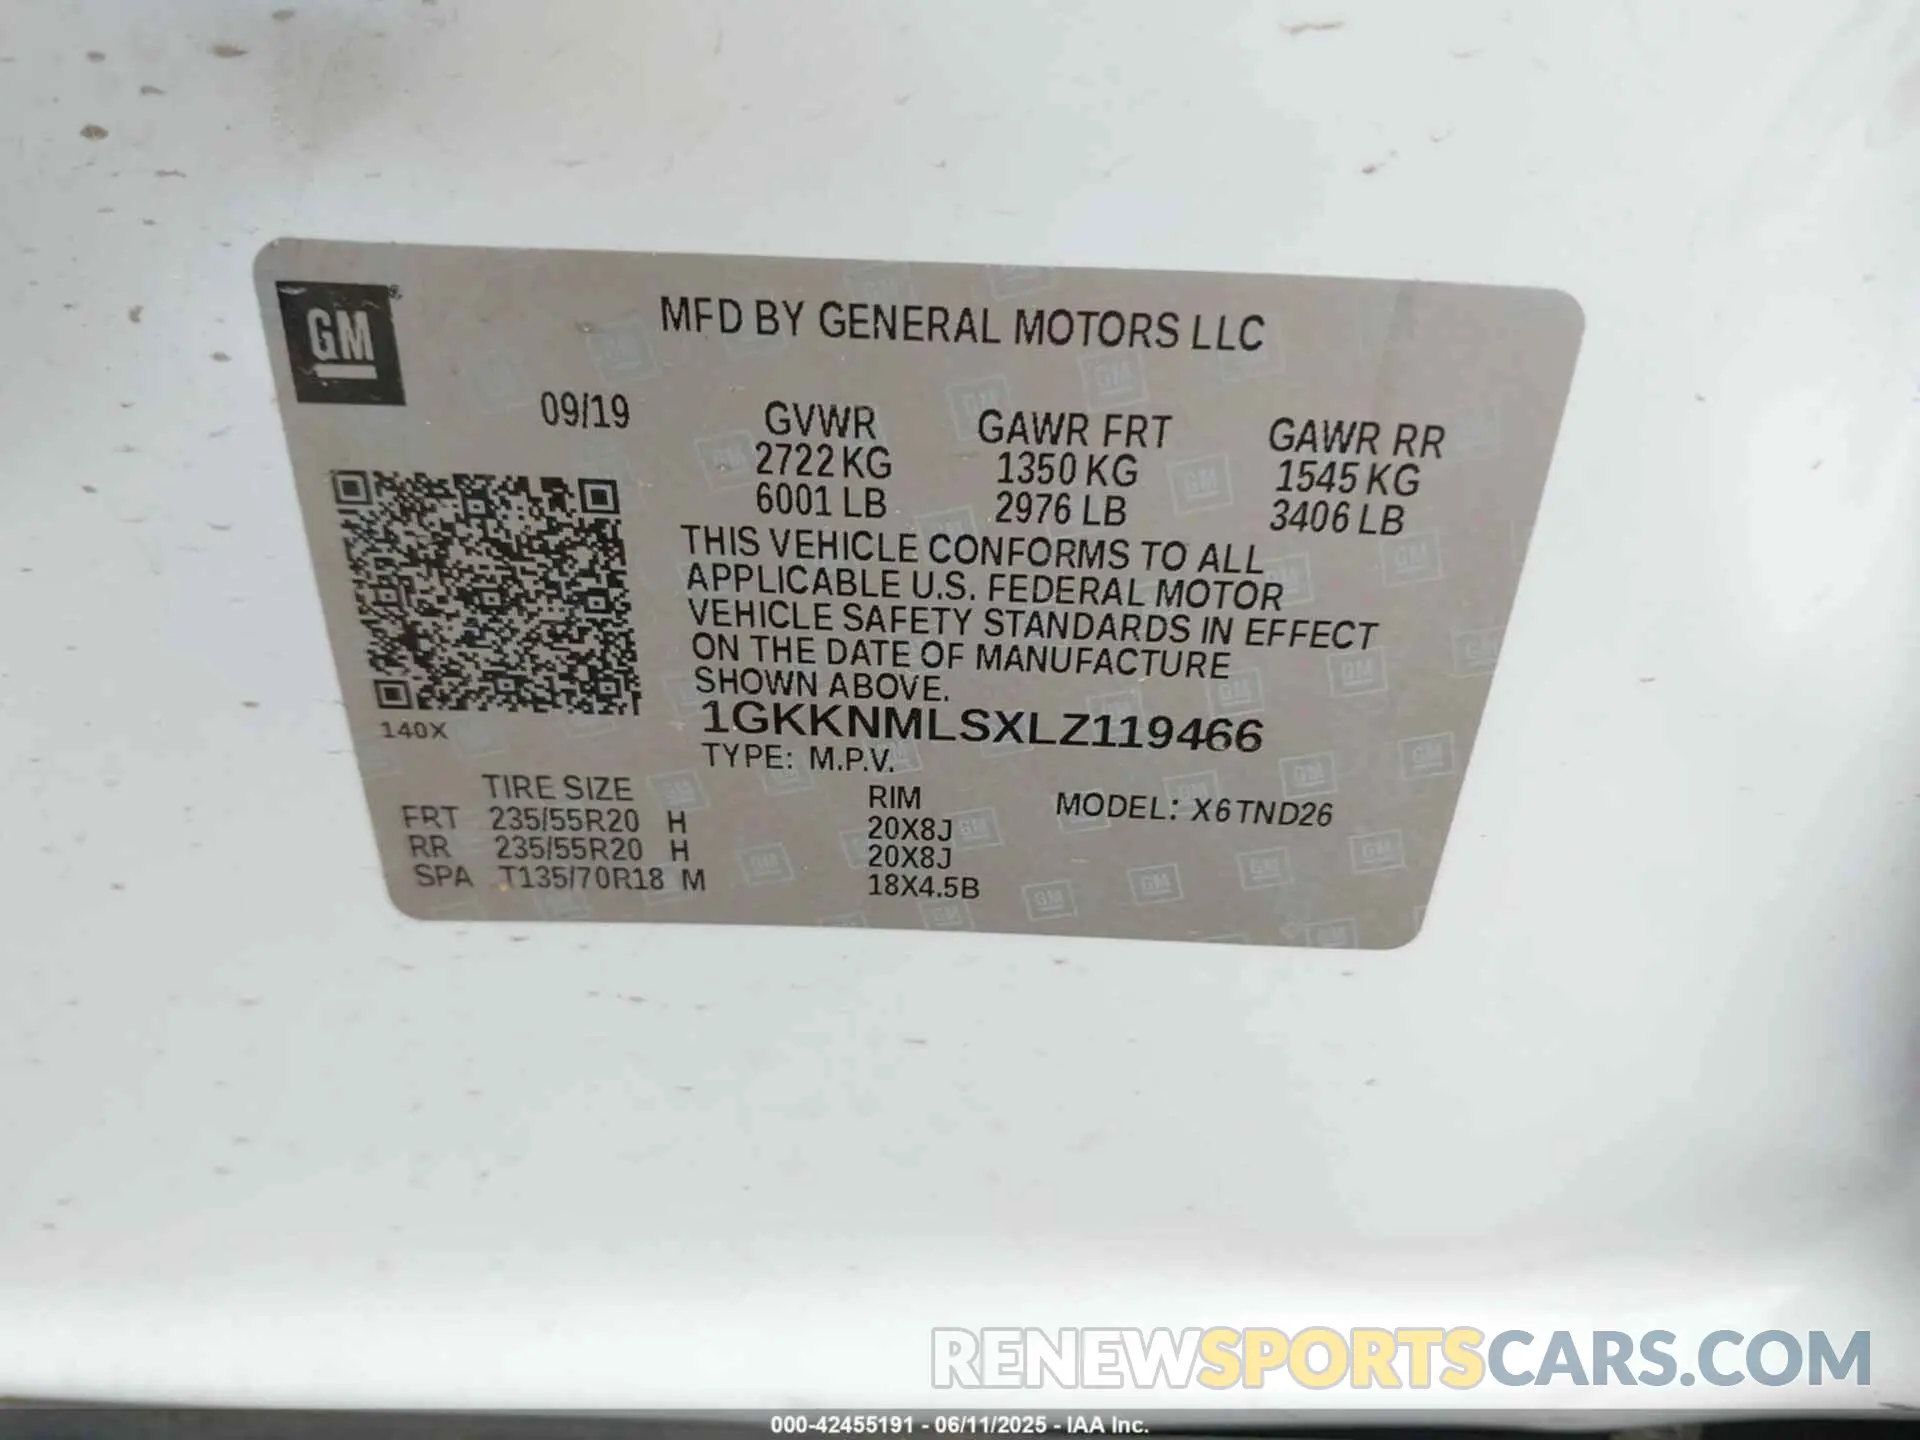 GM
MFD BY GENERAL MOTORS LLC
09/19
GVWR GAWR FRT GAWR RR
2722 KG 1350 KG 1545 KG
6001 LB 2976 LB 3406 LB
THIS VEHICLE CONFORMS TO ALL
APPLICABLE U.S. FEDERAL MOTOR
VEHICLE SAFETY STANDARDS IN EFFECT
ON THE DATE OF MANUFACTURE
SHOWN ABOVE.
140X
1GKKNMLSXLZ119466
TYPE: M.P.V.
TIRE SIZE RIM MODEL: X6TND26
FRT 235/55R20 H 20X8J
RR 235/55R20 H 20X8J
SPA T135/70R18 M 18X4.5B
RENEWSPORTSCARS.COM
000-42455191 - 06/11/2025 - IAA Inc.